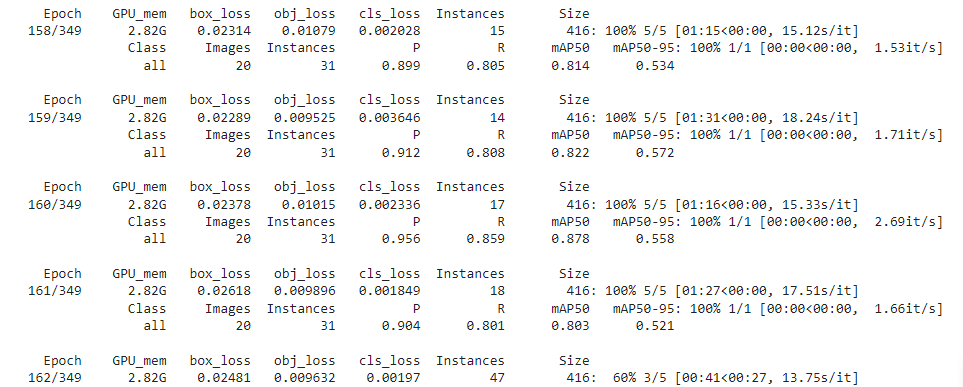 Epoch GPU_mem box_loss obj_loss cls_loss Instances Size
158/349 2.82G 0.02314 0.01079 0.002028 15 416: 100% 5/5 [01:15<00:00, 15.12s/it]
Class Images Instances P R mAP50 mAP50-95: 100% 1/1 [00:00<00:00, 1.53it/s]
all 20 31 0.899 0.805 0.814 0.534
Epoch GPU_mem box_loss obj_loss cls_loss Instances Size
159/349 2.82G 0.02289 0.009525 0.003646 14 416: 100% 5/5 [01:31<00:00, 18.24s/it]
Class Images Instances P R mAP50 mAP50-95: 100% 1/1 [00:00<00:00, 1.71it/s]
all 20 31 0.912 0.808 0.822 0.572
Epoch GPU_mem box_loss obj_loss cls_loss Instances Size
160/349 2.82G 0.02378 0.01015 0.002336 17 416: 100% 5/5 [01:16<00:00, 15.33s/it]
Class Images Instances P R mAP50 mAP50-95: 100% 1/1 [00:00<00:00, 2.69it/s]
all 20 31 0.956 0.859 0.878 0.558
Epoch GPU_mem box_loss obj_loss cls_loss Instances Size
161/349 2.82G 0.02618 0.009896 0.001849 18 416: 100% 5/5 [01:27<00:00, 17.51s/it]
Class Images Instances P R mAP50 mAP50-95: 100% 1/1 [00:00<00:00, 1.66it/s]
all 20 31 0.904 0.801 0.803 0.521
Epoch GPU_mem box_loss obj_loss cls_loss Instances Size
162/349 2.82G 0.02481 0.009632 0.00197 47 416: 60% 3/5 [00:41<00:27, 13.75s/it]